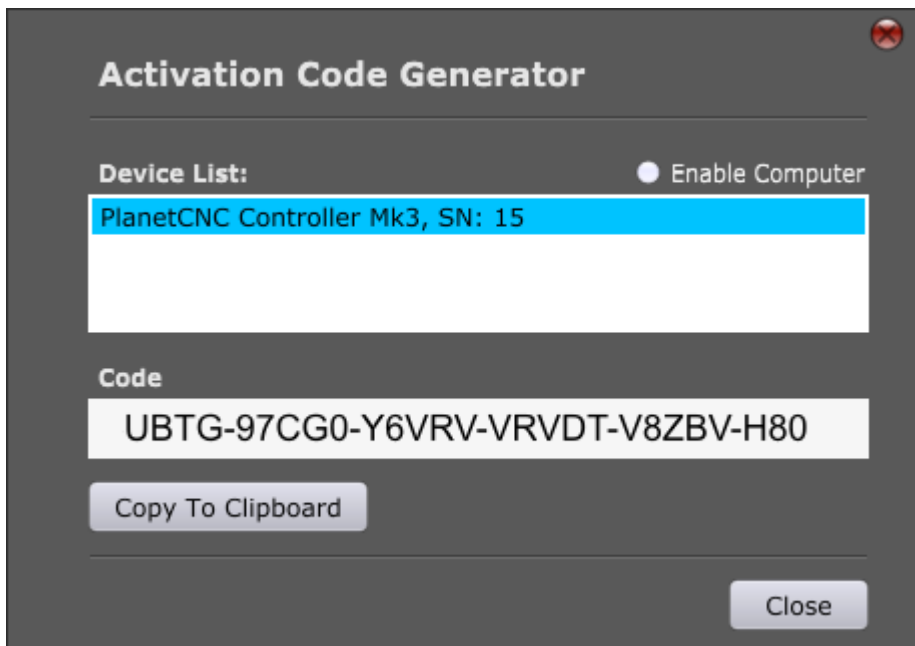 Activation Code Generator
Device List:
Enable Computer
PlanetCNC Controller Mk3, SN: 15
Code
UBTG-97CG0-Y6VRV-VRVDT-V8ZBV-H80
Copy To Clipboard
Close